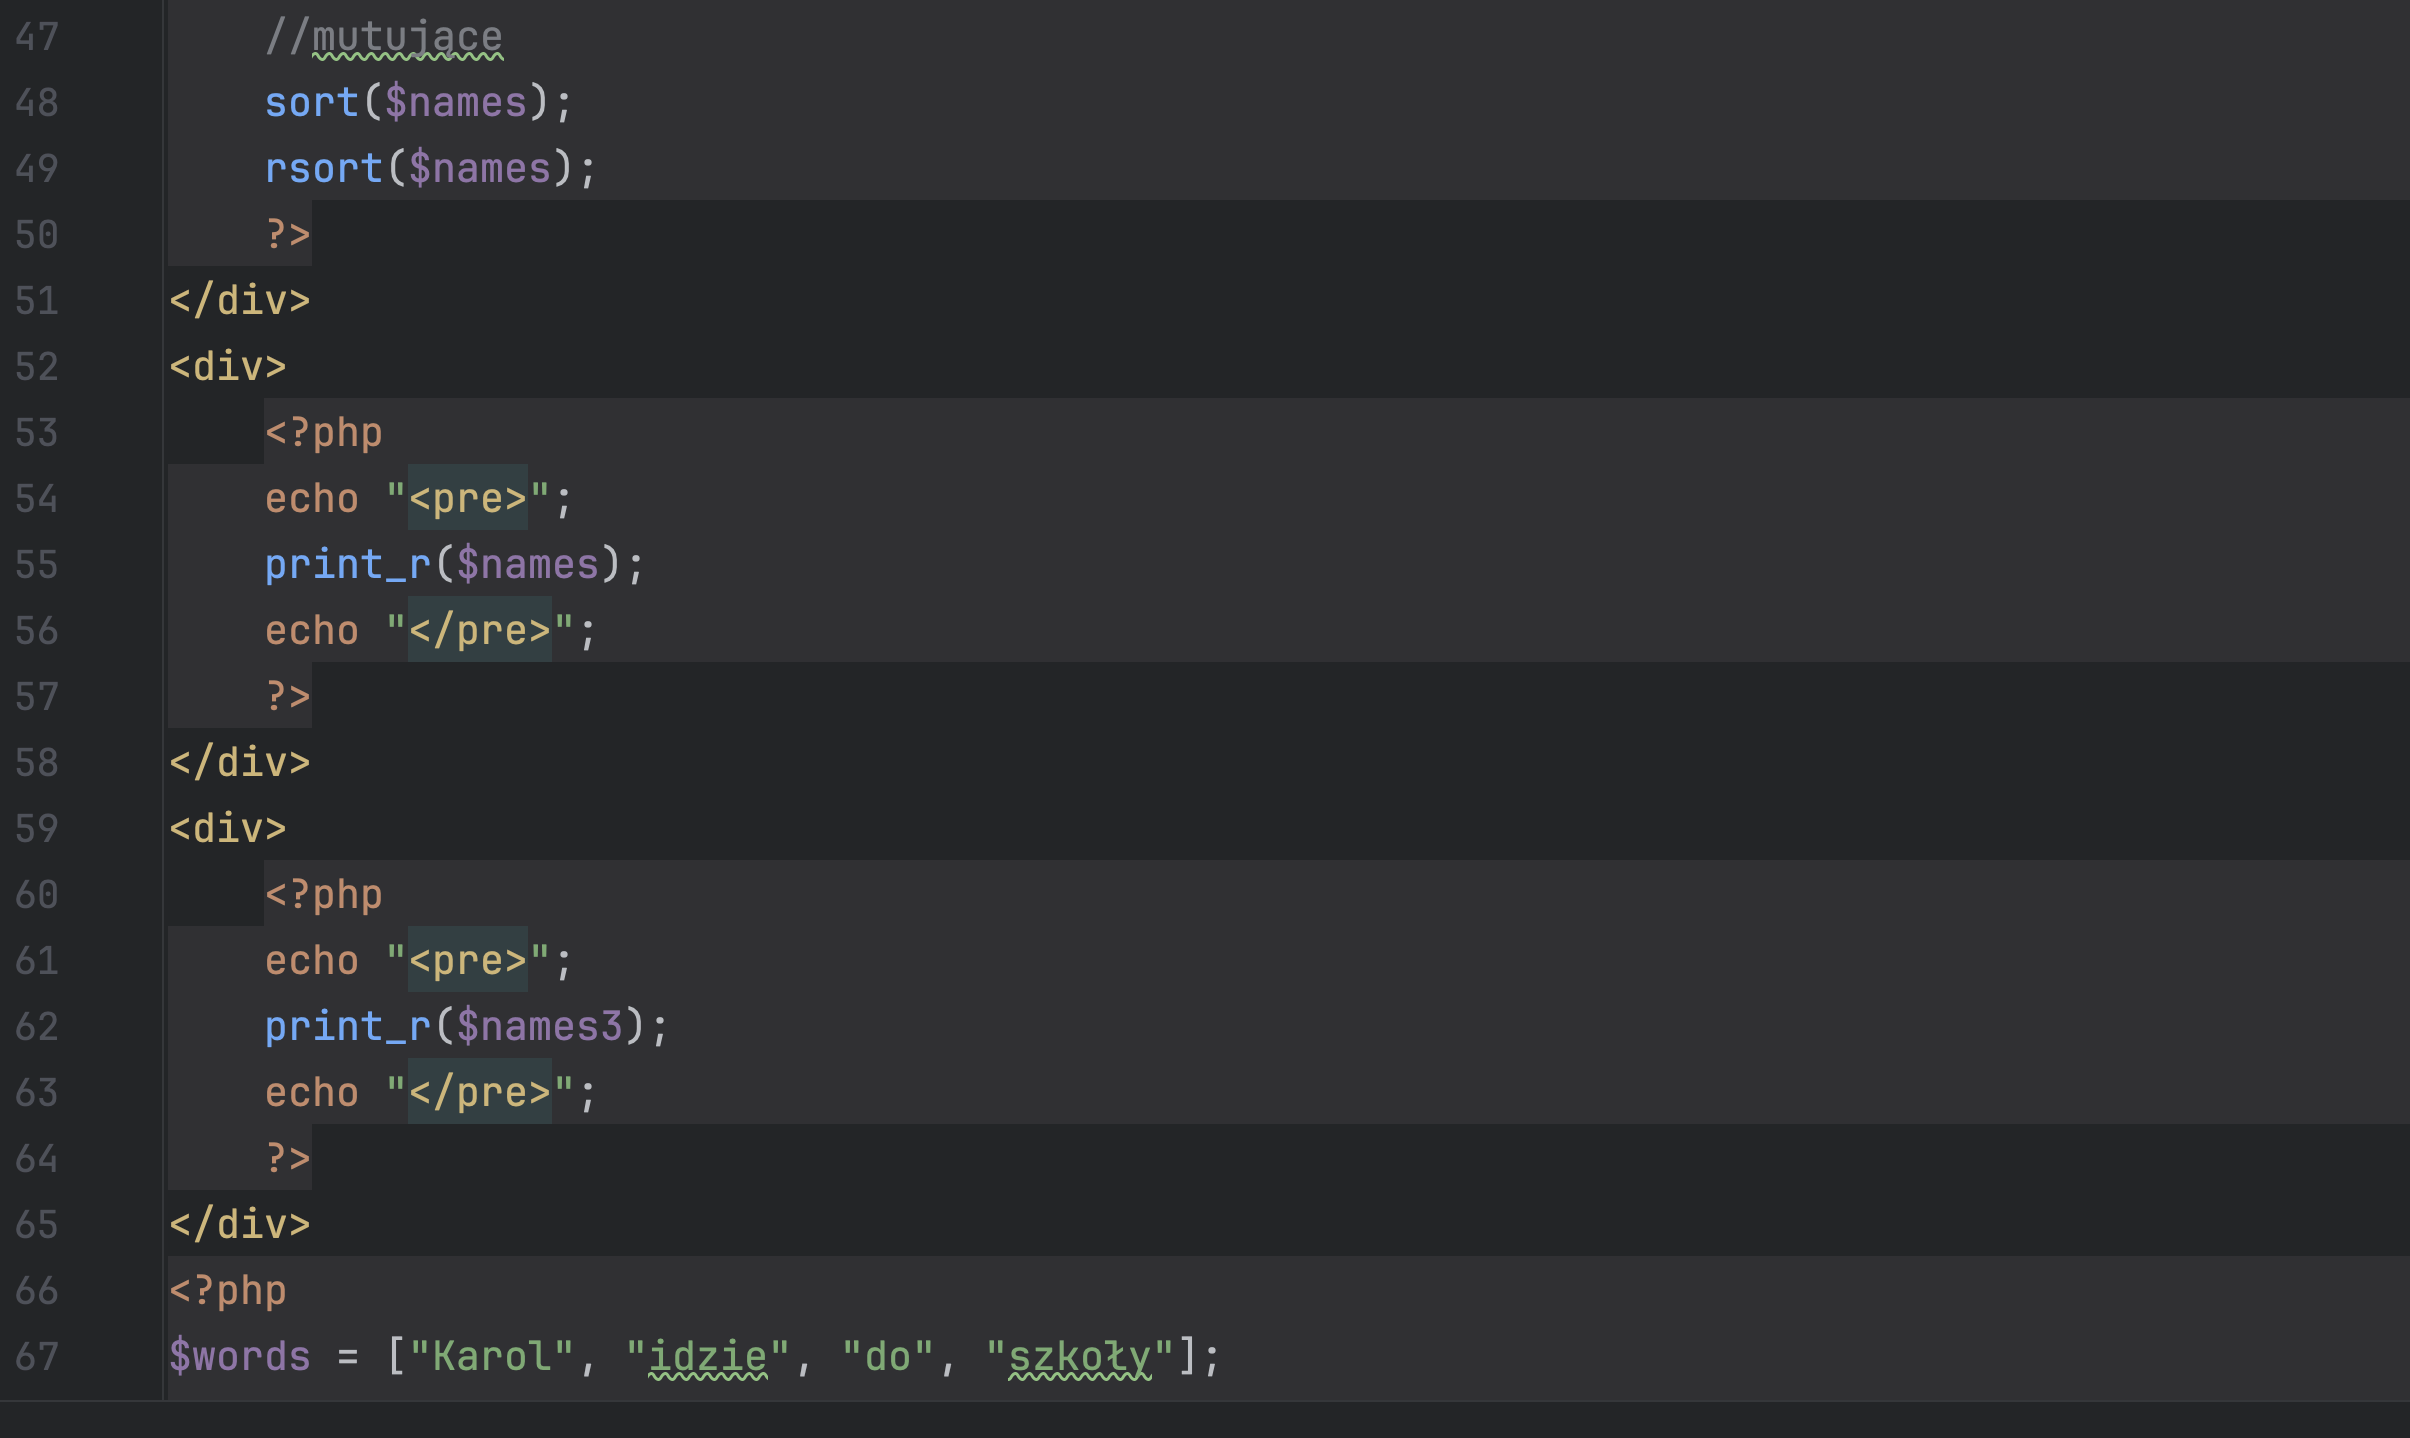 47 //mutujące
48 sort($names);
49 rsort($names);
50 ?>
51 </div>
52 <div>
53 <?php
54 echo "<pre>";
55 print_r($names);
56 echo "</pre>";
57 ?>
58 </div>
59 <div>
60 <?php
61 echo "<pre>";
62 print_r($names3);
63 echo "</pre>";
64 ?>
65 </div>
66 <?php
67 $words = ["Karol", "idzie", "do", "szkoły"];